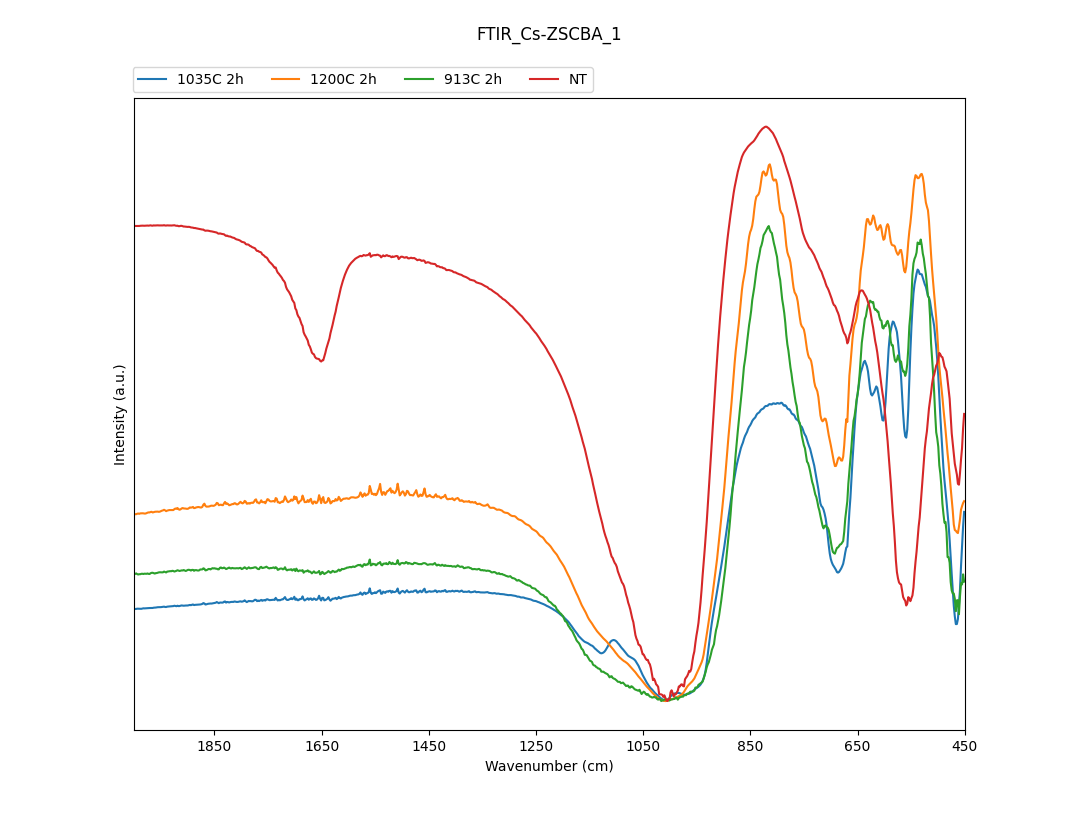 FTIR_Cs-ZSCBA_1
1035C 2h 1200C 2h 913C 2h NT
Intensity (a.u.)
1850 1650 1450 1250 1050 850 650 450
Wavenumber (cm)